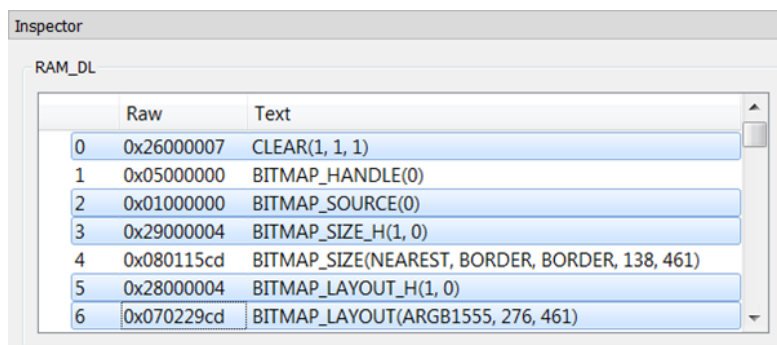 Inspector
RAM_DL
Raw Text
0 0x26000007 CLEAR(1, 1, 1)
1 0x05000000 BITMAP_HANDLE(0)
2 0x01000000 BITMAP_SOURCE(0)
3 0x29000004 BITMAP_SIZE_H(1, 0)
4 0x080115cd BITMAP_SIZE(NEAREST, BORDER, BORDER, 138, 461)
5 0x28000004 BITMAP_LAYOUT_H(1, 0)
6 0x070229cd BITMAP_LAYOUT(ARGB1555, 276, 461)